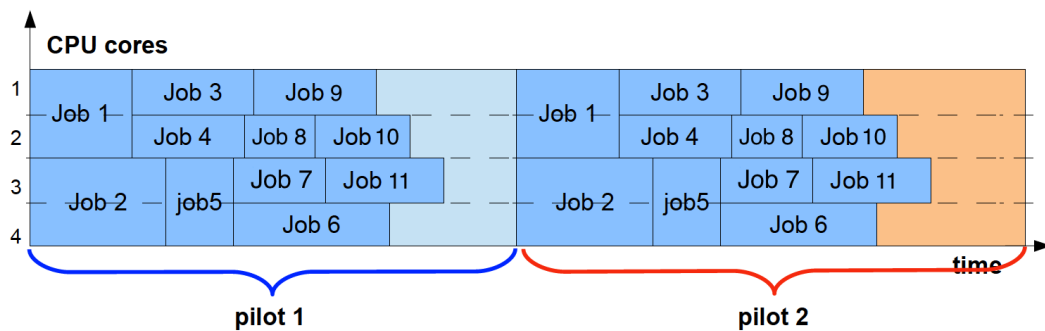 CPU cores
1 Job 1 Job 3 Job 9 Job 1 Job 3 Job 9
2 Job 4 Job 8 Job 10 Job 4 Job 8 Job 10
3 Job 2 job5 Job 7 Job 11 Job 2 job5 Job 7 Job 11
4 Job 6 Job 6
time
pilot 1 pilot 2